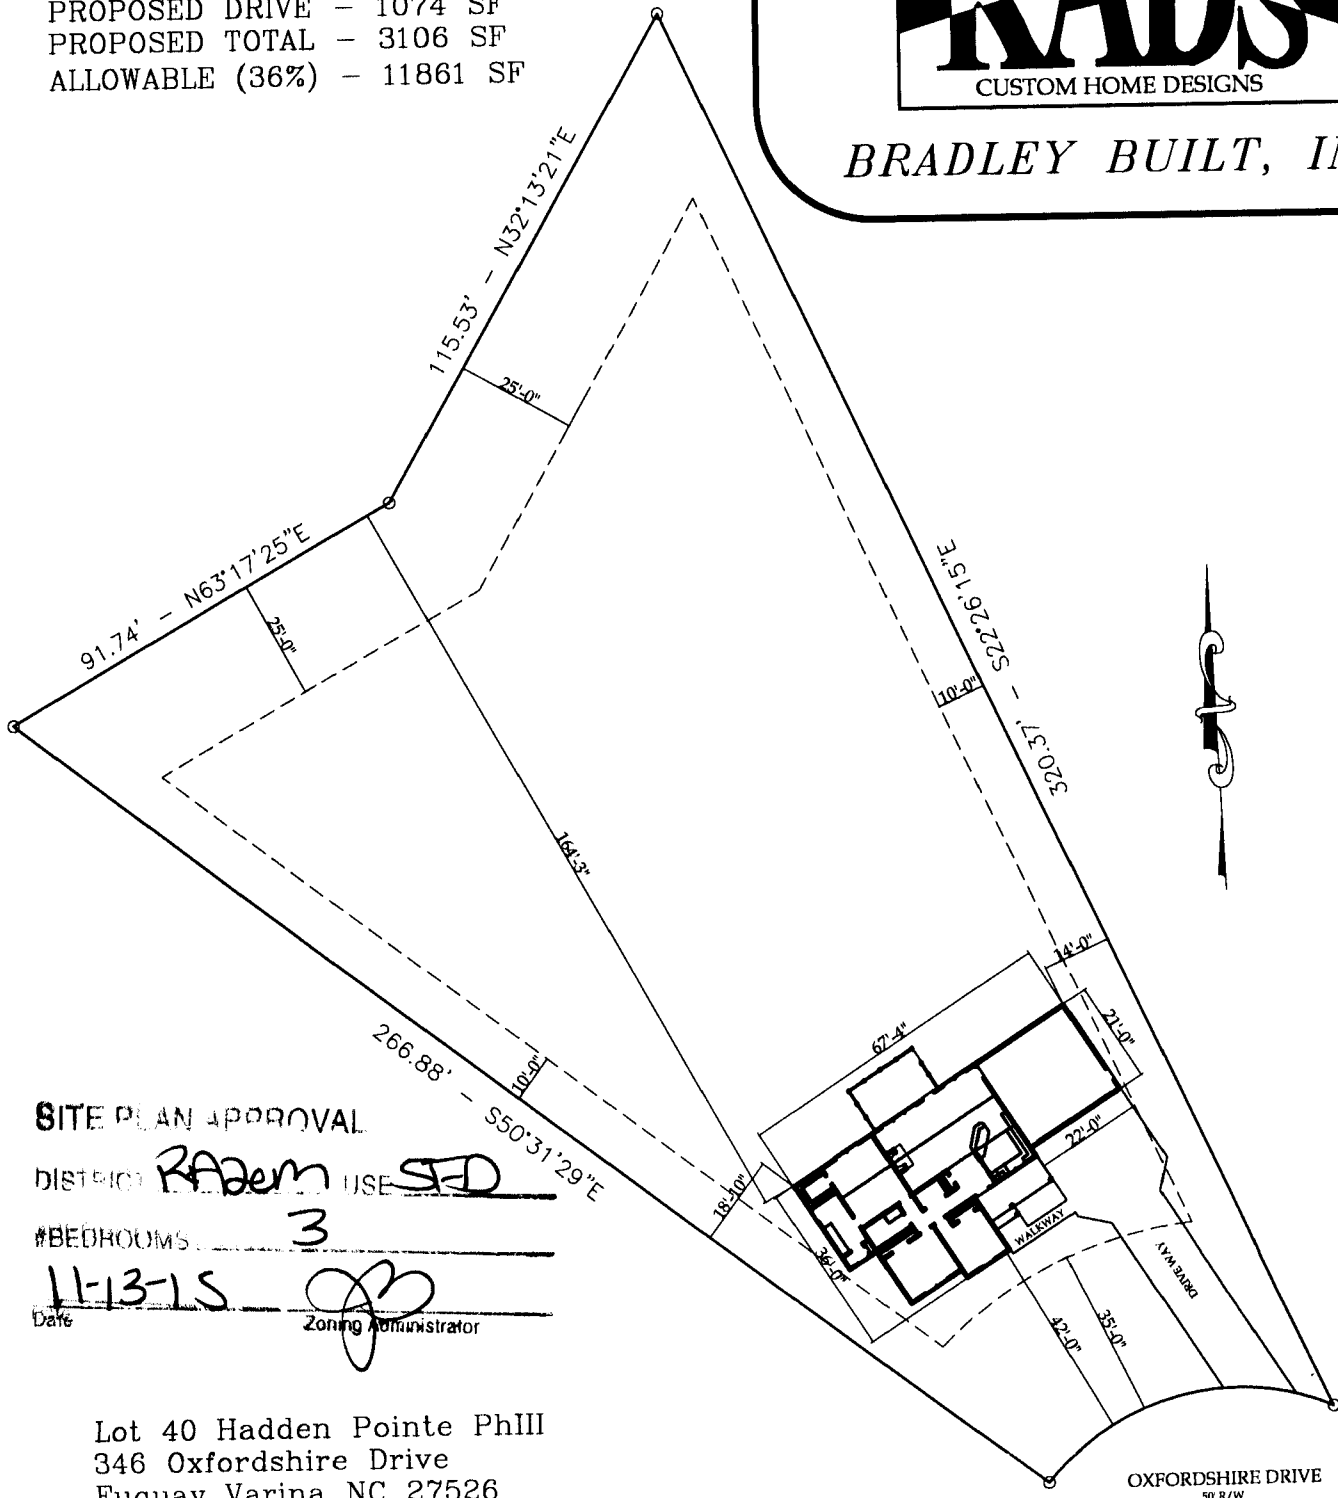 PROPOSED DRIVE - 1074 SF
PROPOSED TOTAL - 3106 SF
ALLOWABLE (36%) - 11861 SF
RADS
CUSTOM HOME DESIGNS
BRADLEY BUILT,
115.53' - N32°13'21"E
25'-0"
91.74' - N63°17'25"E
25'-0"
S22°26'15"E
320.37' -
10'-0"
164'-3"
14'-0"
67'-4"
21'-0"
266.88' - S50°31'29"E
10'-0"
22'-0"
18'-10"
36'-0"
WALKWAY
DRIVEWAY
42'-0"
35'-0"
SITE PLAN APPROVAL
DISTRICT RA20M USE SFD
#BEDROOMS 3
11-13-15
Date
Zoning Administrator
Lot 40 Hadden Pointe PhIII
346 Oxfordshire Drive
Fuquay Varina NC 27526
OXFORDSHIRE DRIVE
50' R/W